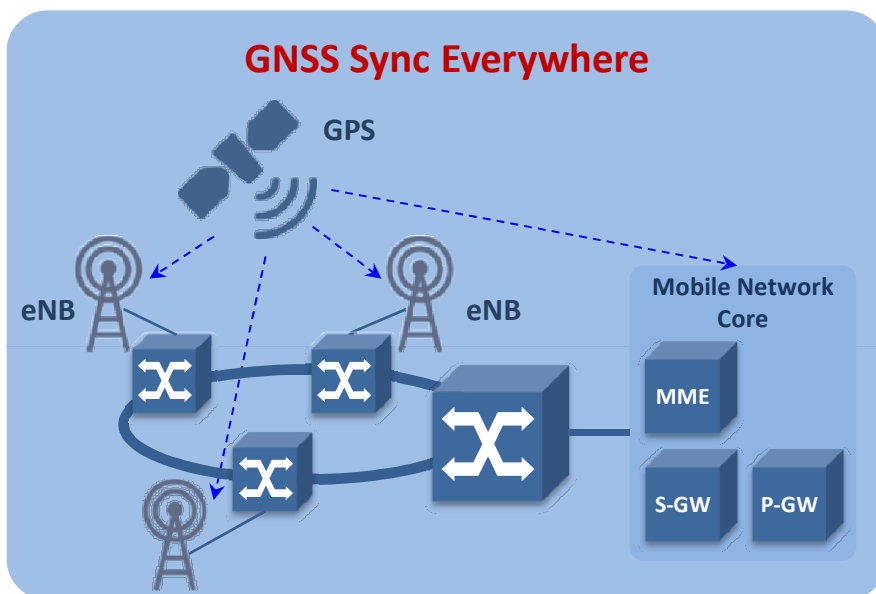 GNSS Sync Everywhere
GPS
eNB
eNB
Mobile Network
Core
MME
S-GW
P-GW